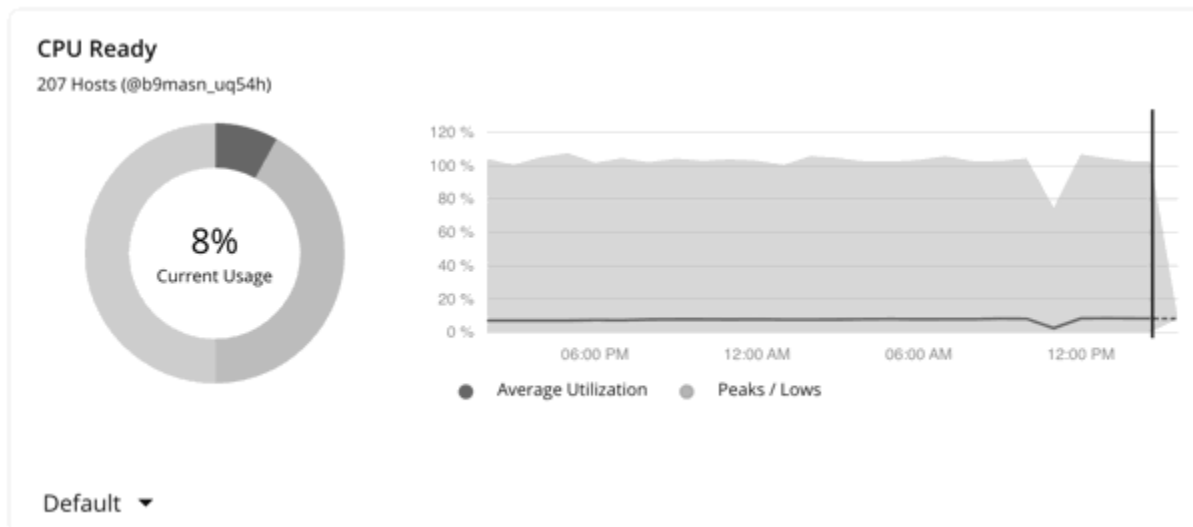 CPU Ready
207 Hosts (@b9masn_uq54h)
8%
Current Usage
120 %
100 %
80 %
60 %
40 %
20 %
0 %
06:00 PM 12:00 AM 06:00 AM 12:00 PM
Average Utilization Peaks / Lows
Default